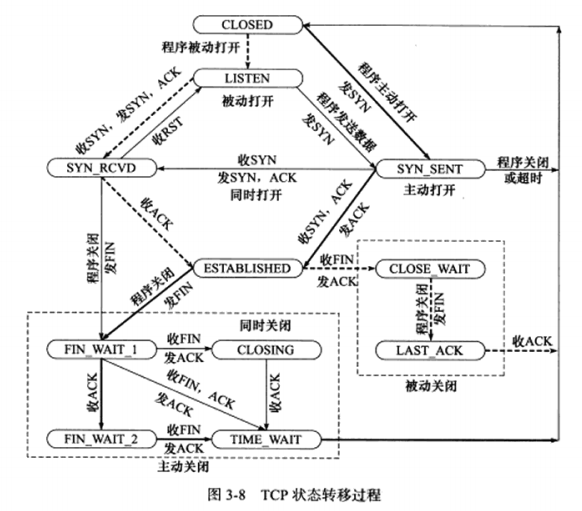 CLOSED
程序被动打开
LISTEN
被动打开
收SYN，发SYN，ACK
收RST
程序发送数据
发SYN
程序主动打开
发SYN
SYN_RCVD
收SYN
发SYN，ACK
同时打开
SYN_SENT
主动打开
程序关闭
或超时
收ACK
收SYN，ACK
发ACK
程序关闭
发FIN
ESTABLISHED
收FIN
发ACK
CLOSE_WAIT
程序关闭
发FIN
程序关闭
发FIN
LAST_ACK
收ACK
被动关闭
同时关闭
FIN_WAIT_1
收FIN
发ACK
CLOSING
收ACK
收FIN，ACK
发ACK
收ACK
FIN_WAIT_2
收FIN
发ACK
TIME_WAIT
主动关闭
图 3-8 TCP 状态转移过程